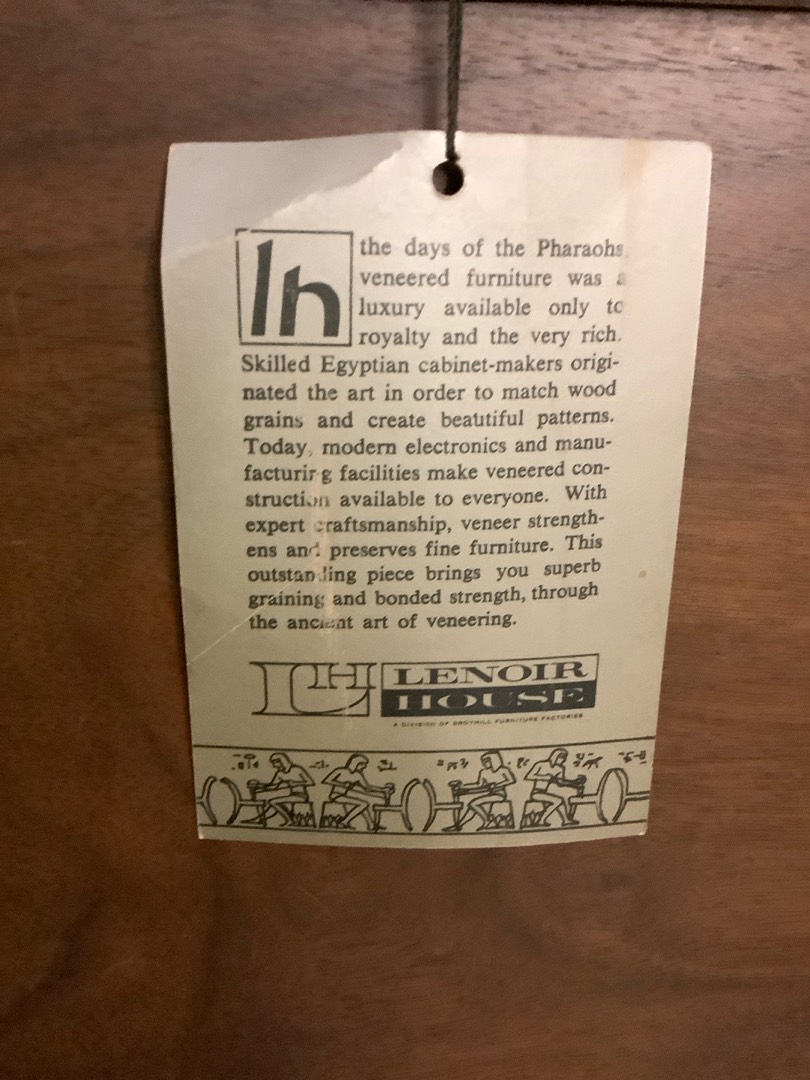 In the days of the Pharaohs
veneered furniture was a
luxury available only to
royalty and the very rich.
Skilled Egyptian cabinet-makers origi-
nated the art in order to match wood
grains and create beautiful patterns.
Today, modern electronics and manu-
facturing facilities make veneered con-
struction available to everyone. With
expert craftsmanship, veneer strength-
ens and preserves fine furniture. This
outstanding piece brings you superb
graining and bonded strength, through
the ancient art of veneering.
LH LENOIR
HOUSE
A DIVISION OF BROYHILL FURNITURE FACTORIES